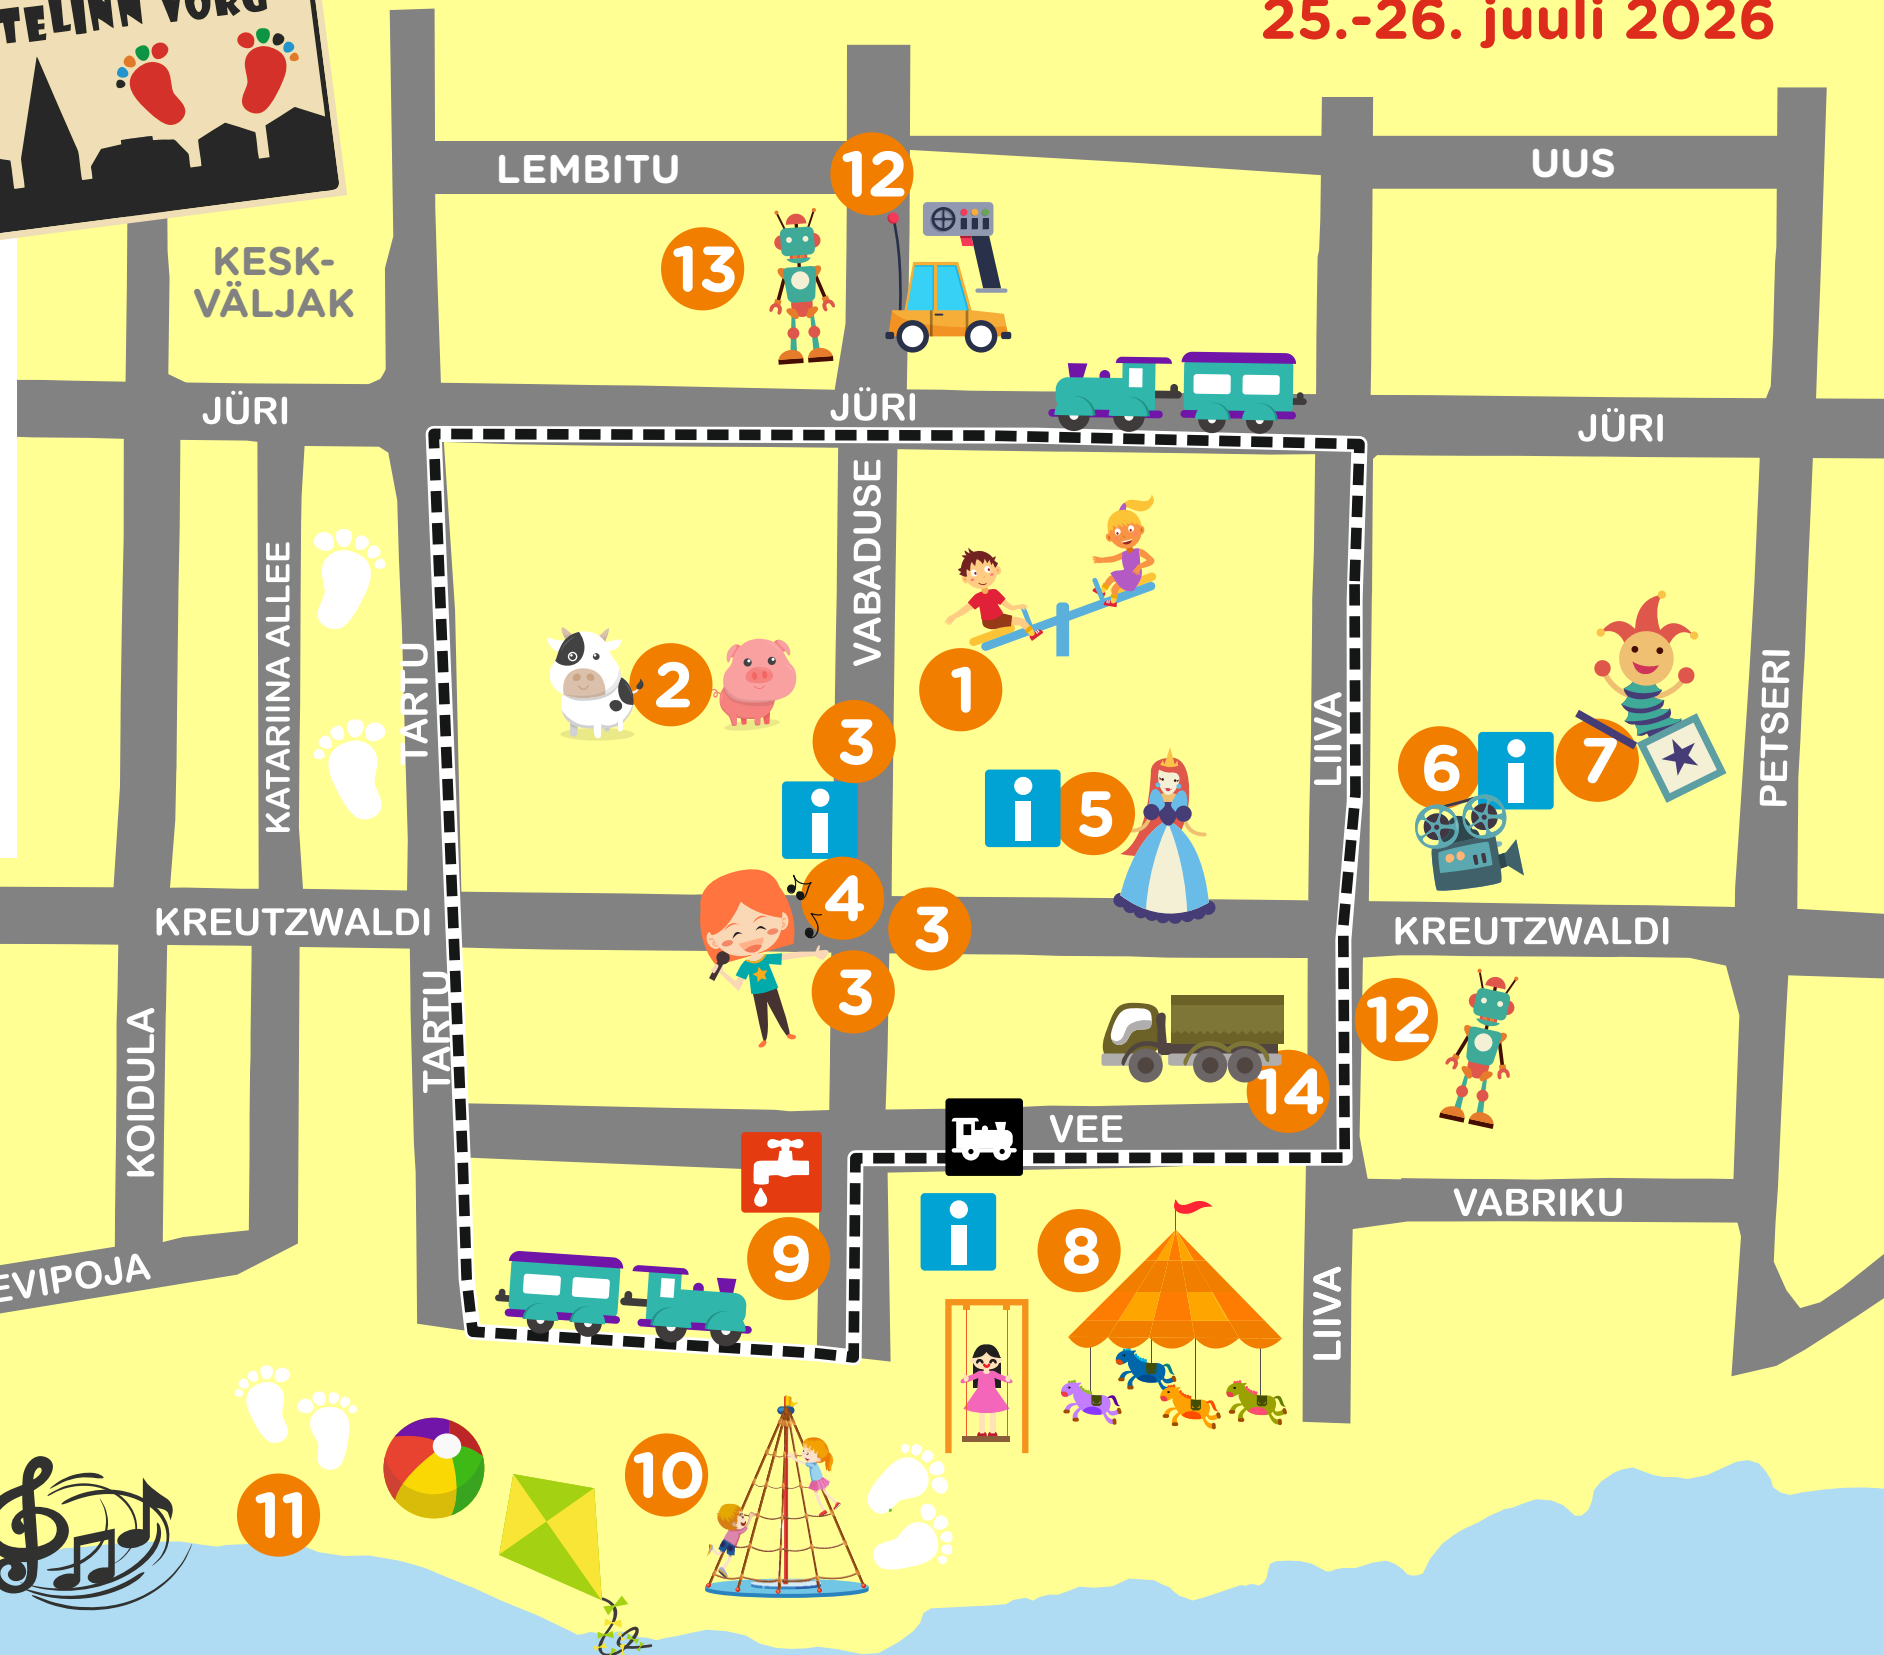 TELINN VÕRU
25.-26. juuli 2026
LEMBITU
12
UUS
13
KESK-
VÄLJAK
JÜRI
JÜRI
JÜRI
VABADUSE
KATARIINA ALLEE
TARTU
2
1
3
LIIVA
PETSERI
6
i
7
i
i
5
4
3
KREUTZWALDI
KREUTZWALDI
3
12
TARTU
KOIDULA
14
VEE
VABRIKU
i
8
9
EVIPOJA
LIIVA
10
11